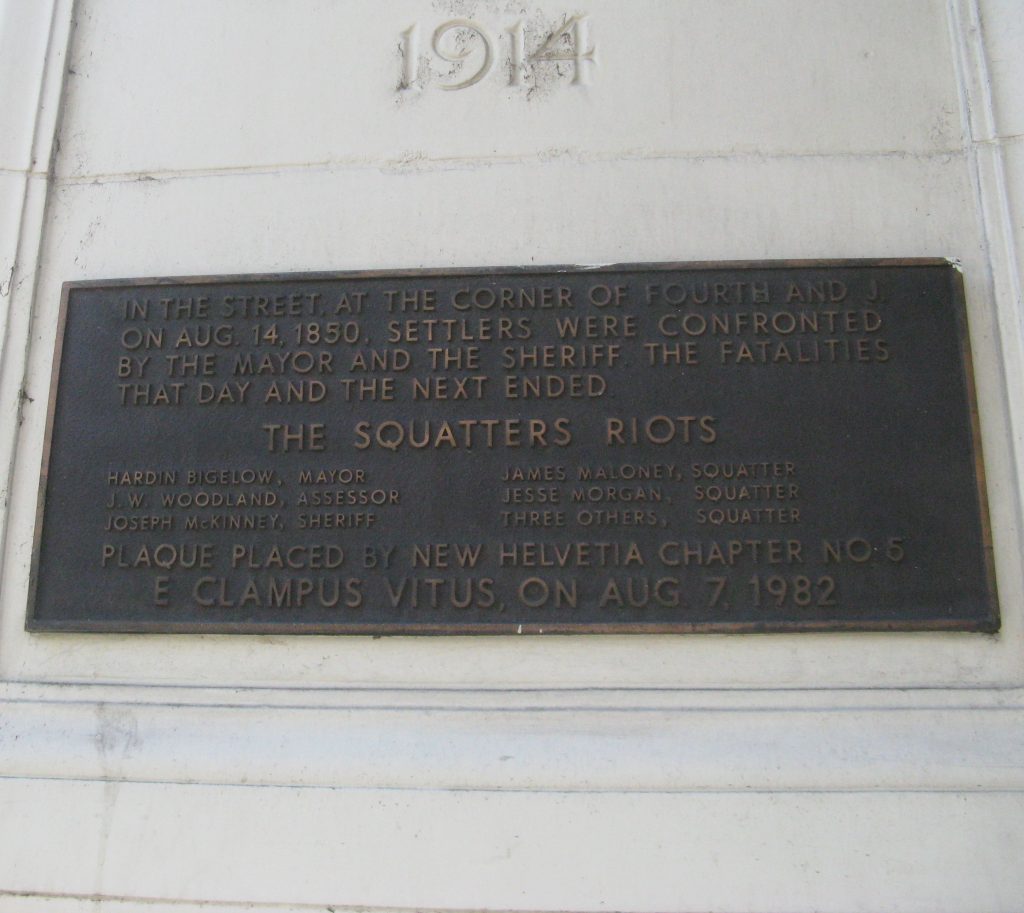 1914
IN THE STREET, AT THE CORNER OF FOURTH AND J,
ON AUG. 14, 1850, SETTLERS WERE CONFRONTED
BY THE MAYOR AND THE SHERIFF. THE FATALITIES
THAT DAY AND THE NEXT ENDED
THE SQUATTERS RIOTS
HARDIN BIGELOW, MAYOR
J. W. WOODLAND, ASSESSOR
JOSEPH McKINNEY, SHERIFF
JAMES MALONEY, SQUATTER
JESSE MORGAN, SQUATTER
THREE OTHERS, SQUATTER
PLAQUE PLACED BY NEW HELVETIA CHAPTER NO. 5
E CLAMPUS VITUS, ON AUG. 7, 1982